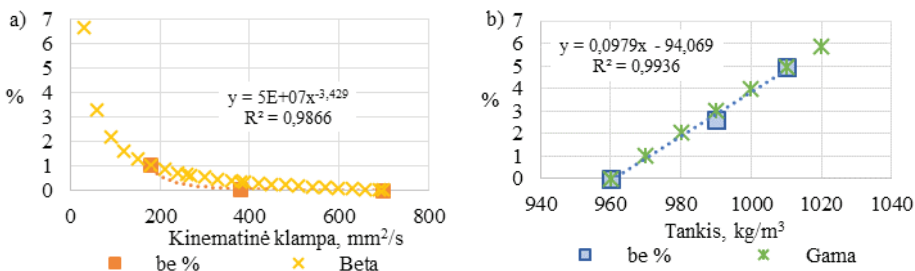 a)
7
6
5
4
3
2
1
0
%
y = 5E+07x^-3,429
R² = 0,9866
0 200 400 600 800
Kinematinė klampa, mm²/s
be % Beta
b)
7
6
5
4
3
2
1
0
%
y = 0,0979x - 94,069
R² = 0,9936
940 960 980 1000 1020 1040
Tankis, kg/m³
be % Gama